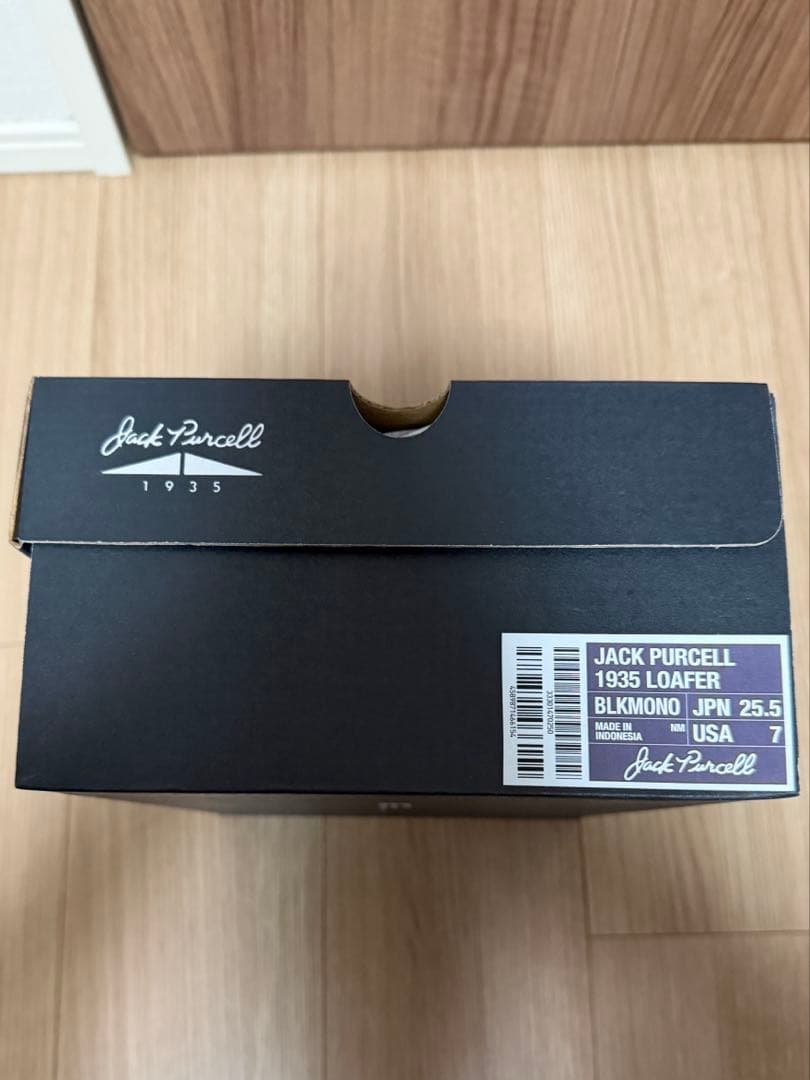 Jack Purcell
1935
JACK PURCELL
1935 LOAFER
BLKMONO
JPN 25.5
MADE IN
INDONESIA
NM
USA 7
Jack Purcell
33301470250